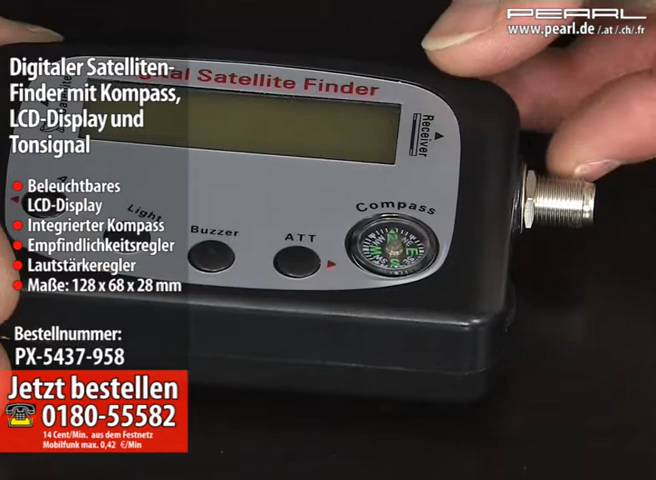 PEARL
www.pearl.de /.at /.ch /.fr
Digitaler Satelliten-
Finder mit Kompass,
LCD-Display und
Tonsignal
Beleuchtbares
LCD-Display
Integrierter Kompass
Empfindlichkeitsregler
Lautstärkeregler
Maße: 128 x 68 x 28 mm
Bestellnummer:
PX-5437-958
Jetzt bestellen
0180-55582
14 Cent/Min. aus dem Festnetz
Mobilfunk max. 0,42 €/Min
Satellite Finder
Receiver
Compass
Light
Buzzer
ATT